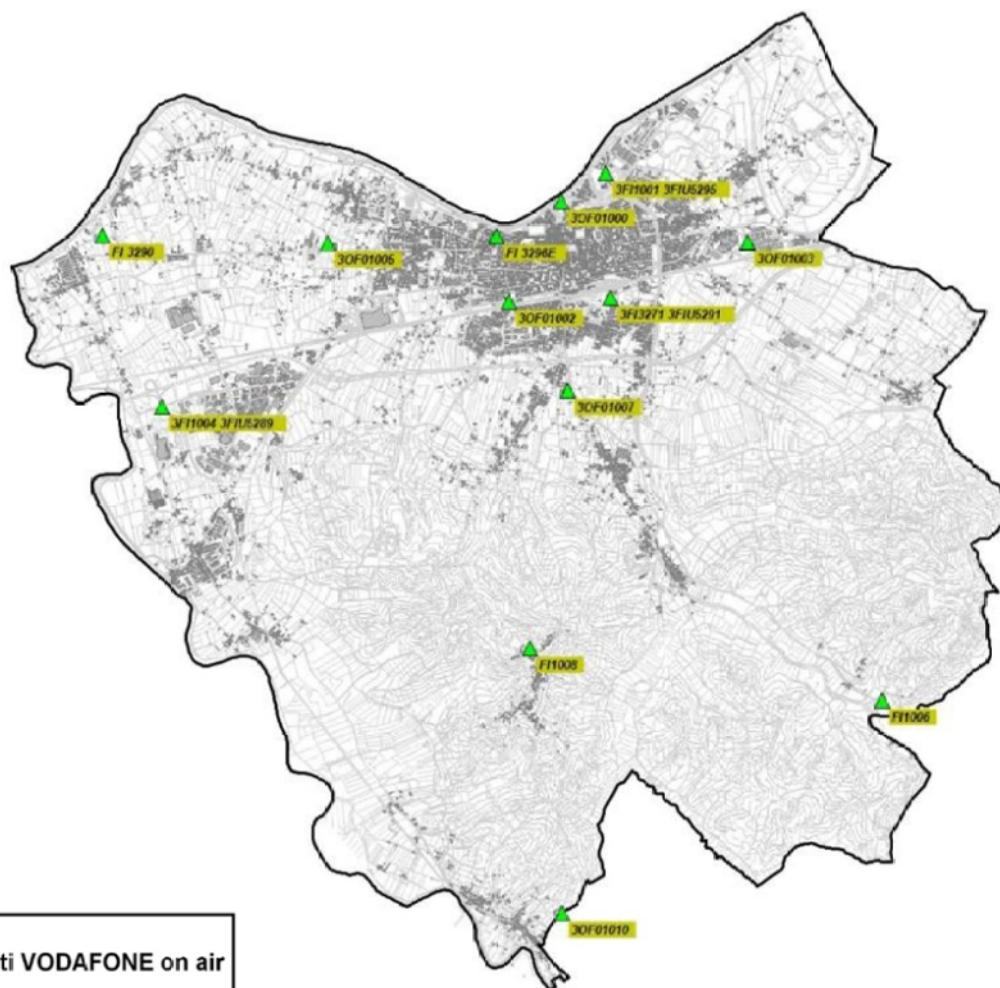 3FI1001 3FIU5295
3OF01000
FI 3290
3OF01005
FI 3296E
3OF01003
3OF01002
3FI3271 3FIU5291
3OF01007
3FI1004 3FIU5289
FI1008
FI1006
3OF01010
ti VODAFONE on air